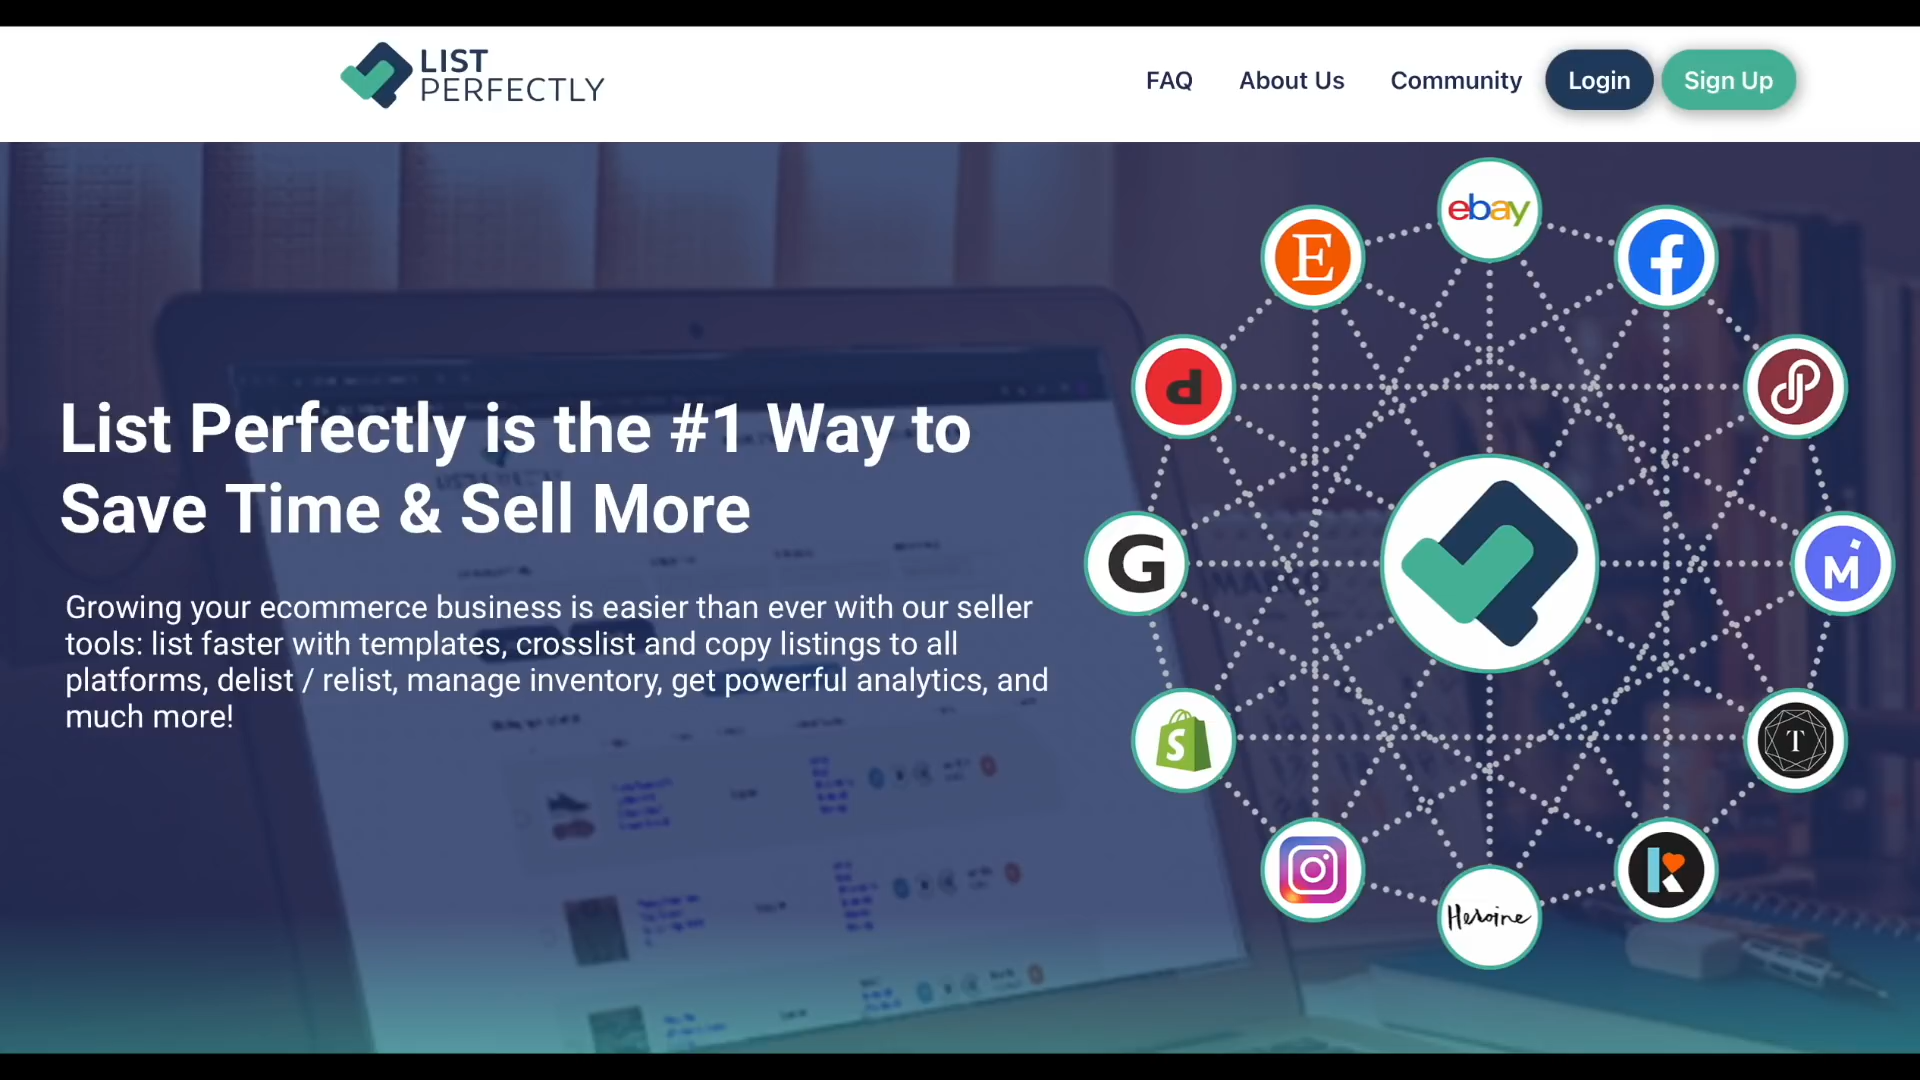 LIST
PERFECTLY
FAQ
About Us
Community
Login
Sign Up
List Perfectly is the #1 Way to
Save Time & Sell More
Growing your ecommerce business is easier than ever with our seller
tools: list faster with templates, crosslist and copy listings to all
platforms, delist / relist, manage inventory, get powerful analytics, and
much more!
ebay
E
f
d
G
M
S
T
Heroine
K